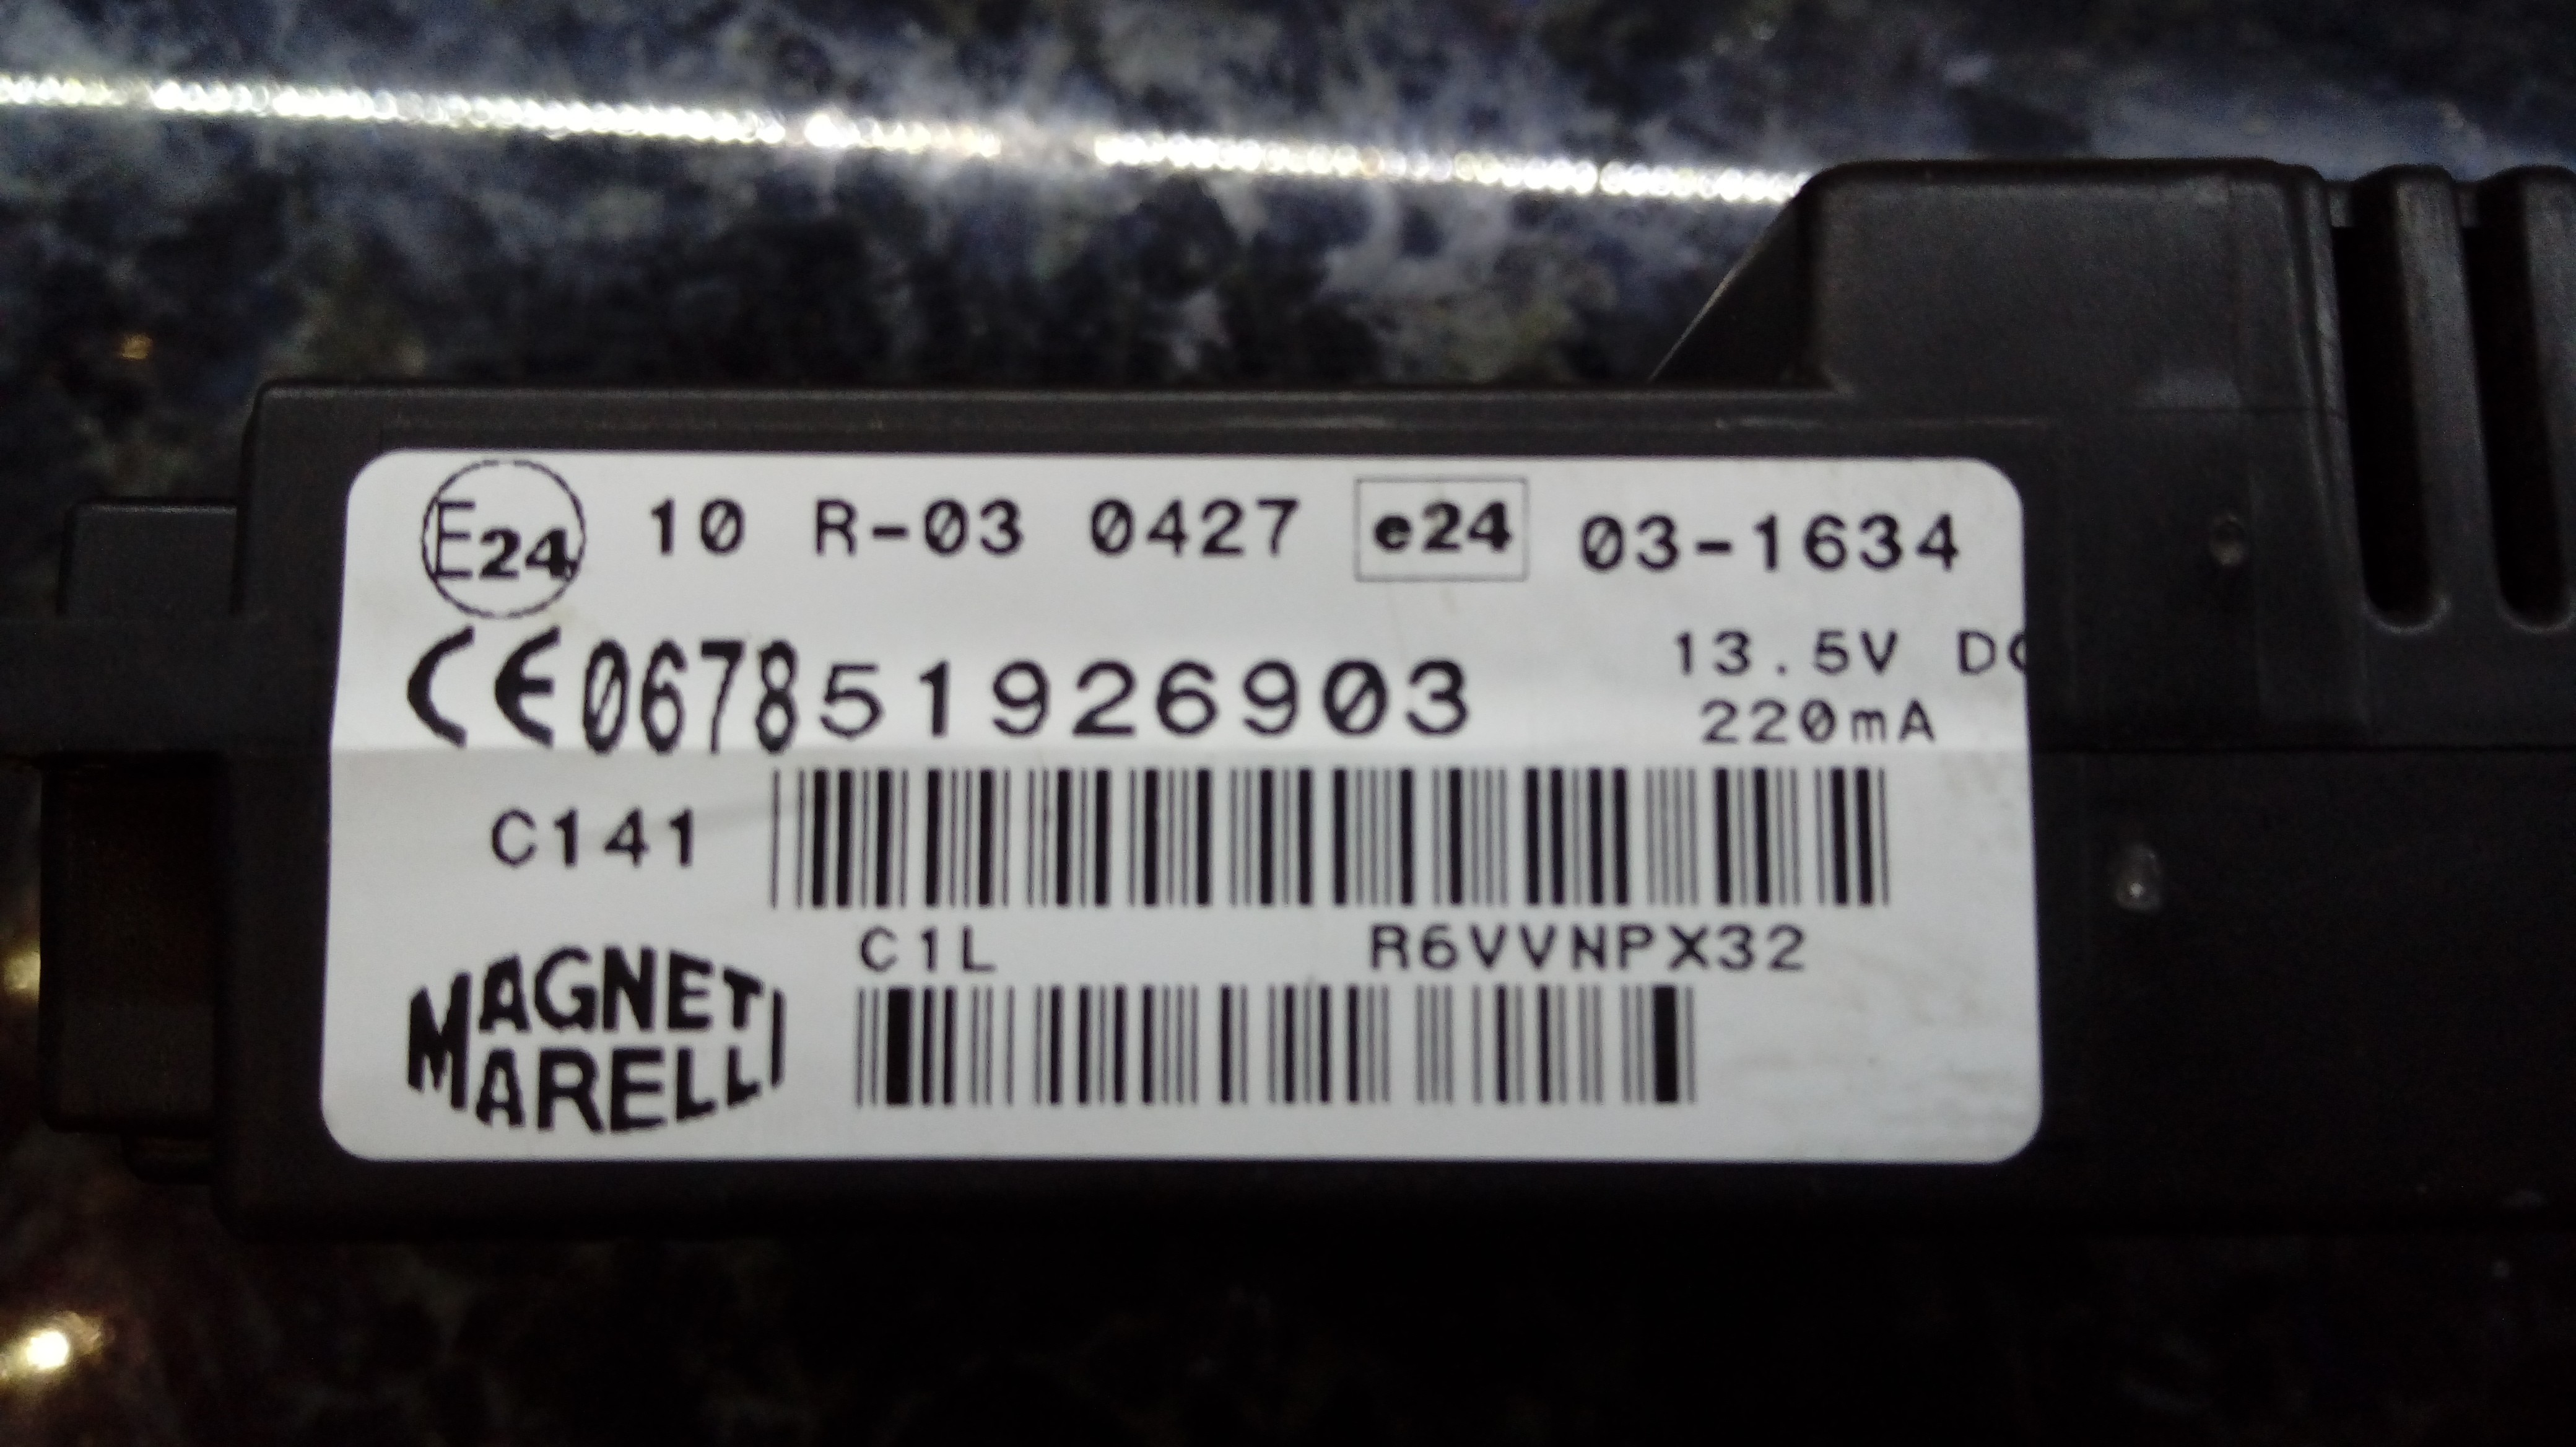 E24 10 R-03 0427 e24 03-1634
CE0678 51926903 13.5V DC
220mA
C141
C1L R6VVNPX32
MAGNETI
MARELLI